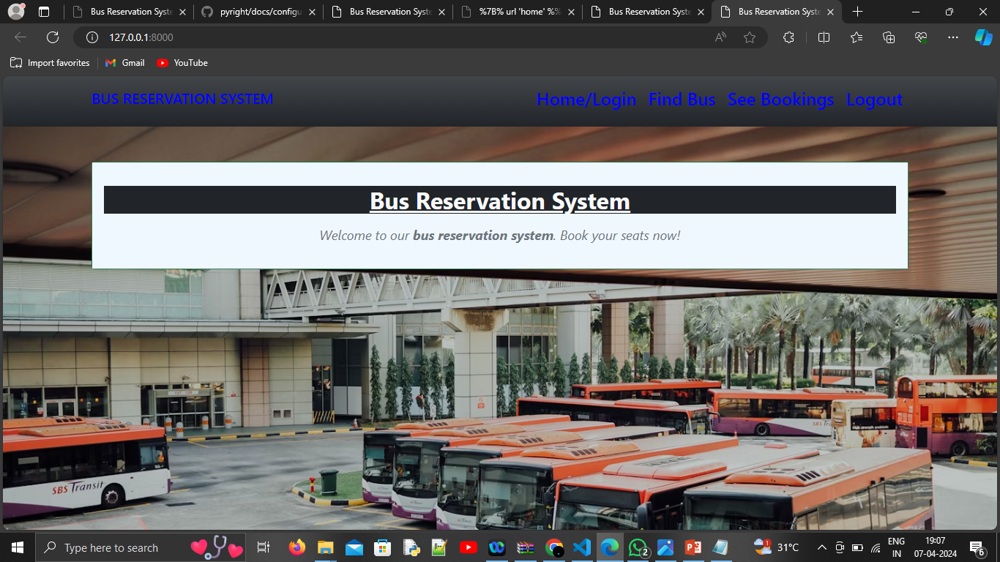 Bus Reservation Syste
pyright/docs/configu
Bus Reservation Syste
%7B% url 'home' %%
Bus Reservation Syste
Bus Reservation Syste
127.0.0.1:8000
Import favorites
Gmail
YouTube
BUS RESERVATION SYSTEM
Home/Login Find Bus See Bookings Logout
Bus Reservation System
Welcome to our bus reservation system. Book your seats now!
SBS Transit
SBS Trans
Type here to search
2
1
31°C
ENG
IN
19:07
07-04-2024
6